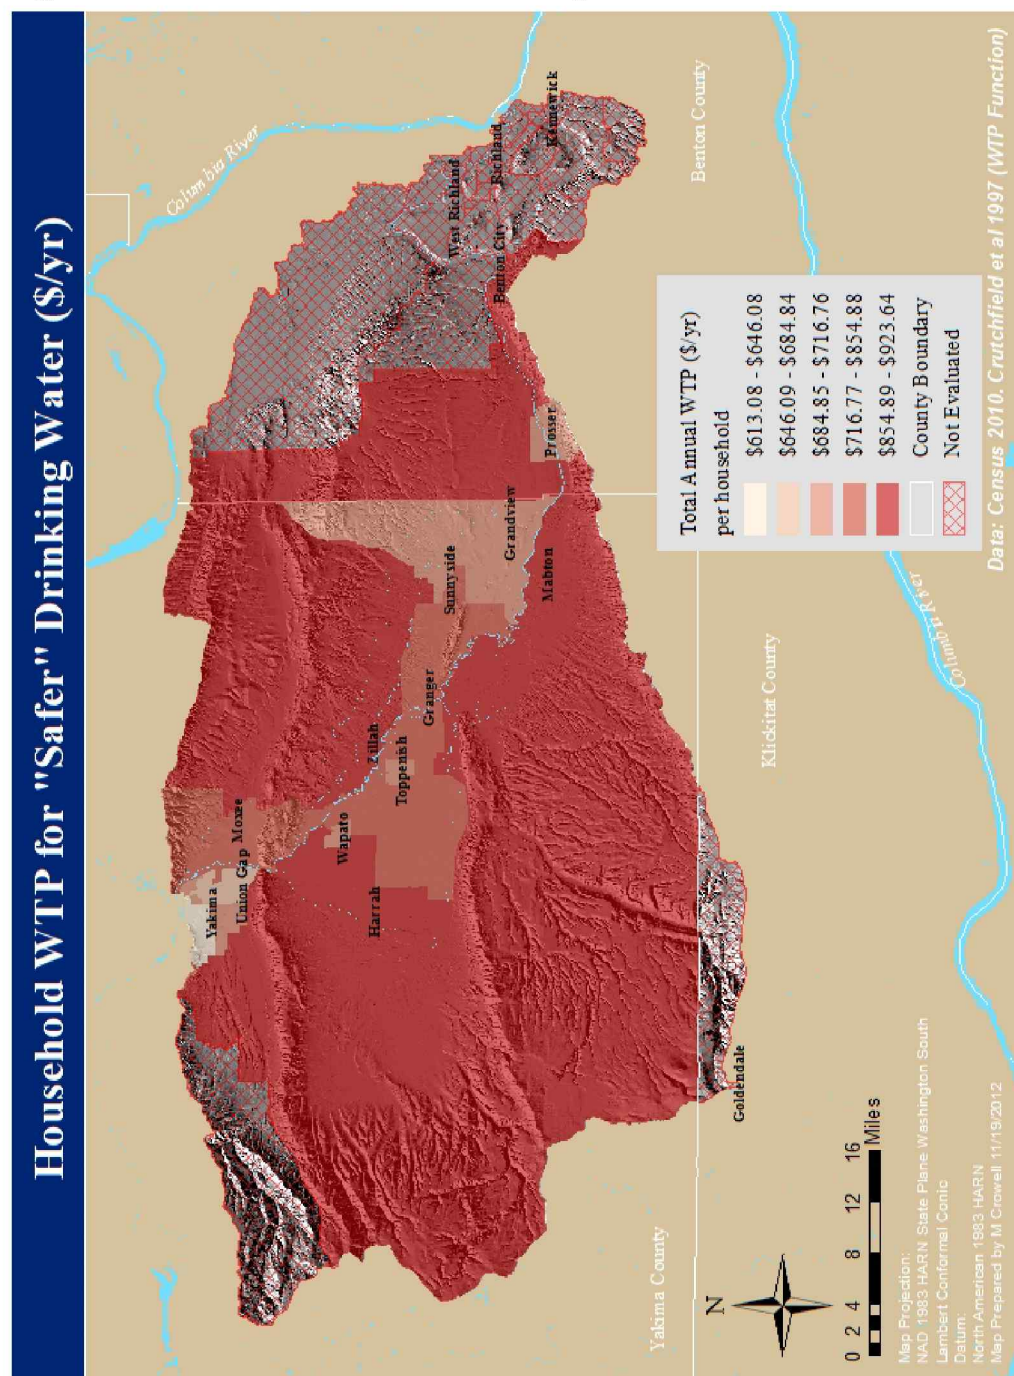 Household WTP for "Safer" Drinking Water ($/yr)
Columbia River
Yakima
Union Gap
Moxee
Harrah
Wapato
Toppenish
Zillah
Granger
Sunnyside
Grandview
Mabton
Prosser
Benton City
West Richland
Richland
Kennewick
Benton County
Goldendale
Klickitat County
Yakima County
Columbia River
N
0 2 4 8 12 16
Miles
Total Annual WTP ($/yr)
per household
$613.08 - $646.08
$646.09 - $684.84
$684.85 - $716.76
$716.77 - $854.88
$854.89 - $923.64
County Boundary
Not Evaluated
Map Projection:
NAD 1983 HARN State Plane Washington South
Lambert Conformal Conic
Datum:
North American 1983 HARN
Map Prepared by M Crowell 11/19/2012
Data: Census 2010. Crutchfield et al 1997 (WTP Function)